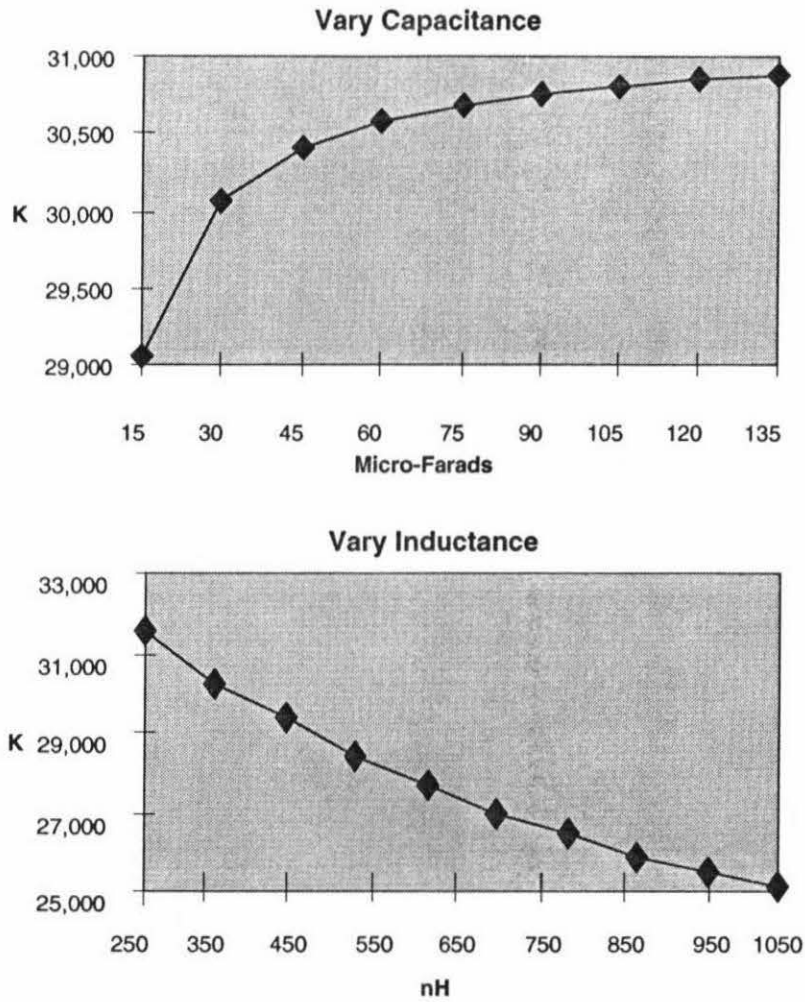 Vary Capacitance
31,000
30,500
K 30,000
29,500
29,000
15 30 45 60 75 90 105 120 135
Micro-Farads
Vary Inductance
33,000
31,000
K 29,000
27,000
25,000
250 350 450 550 650 750 850 950 1050
nH